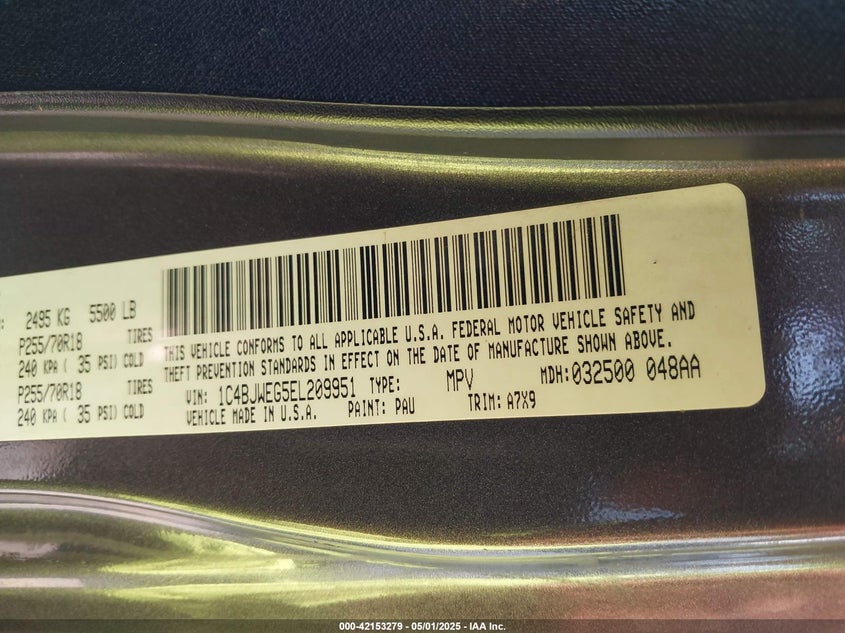 2495 KG 5500 LB
P255/70R18 TIRES
240 KPA ( 35 PSI) COLD
P255/70R18 TIRES
240 KPA ( 35 PSI) COLD
THIS VEHICLE CONFORMS TO ALL APPLICABLE U.S.A. FEDERAL MOTOR VEHICLE SAFETY AND
THEFT PREVENTION STANDARDS IN EFFECT ON THE DATE OF MANUFACTURE SHOWN ABOVE.
VIN: 1C4BJWEG5EL209951 TYPE: MPV MDH: 032500 048AA
VEHICLE MADE IN U.S.A. PAINT: PAU TRIM: A7X9
000-42153279 - 05/01/2025 - IAA Inc.